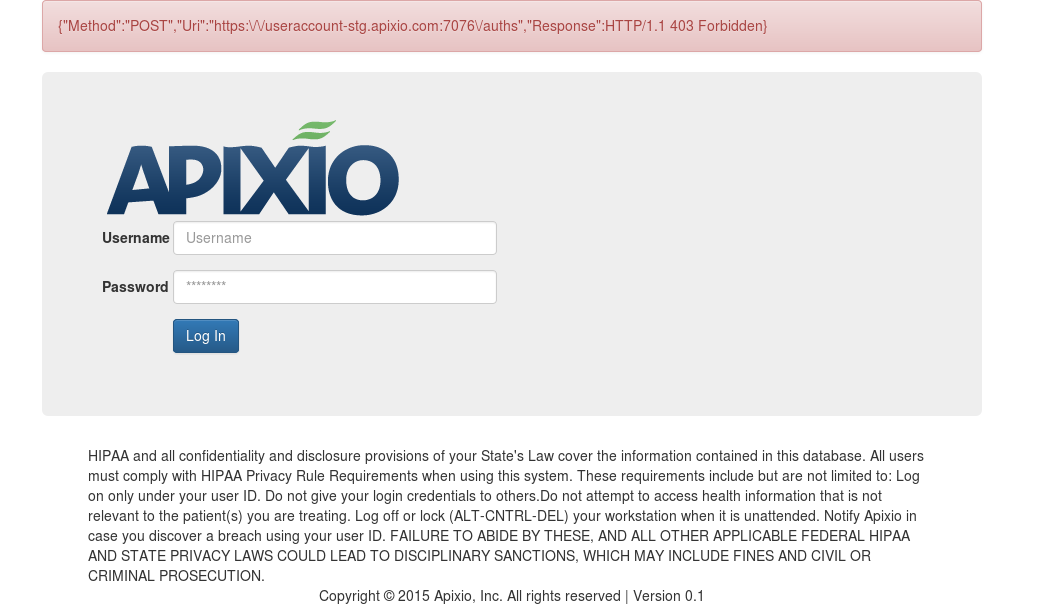 {"Method":"POST","Uri":"https:\/\/useraccount-stg.apixio.com:7076\/auths","Response":HTTP/1.1 403 Forbidden}
APIXIO
Username Username
Password ********
Log In
HIPAA and all confidentiality and disclosure provisions of your State's Law cover the information contained in this database. All users
must comply with HIPAA Privacy Rule Requirements when using this system. These requirements include but are not limited to: Log
on only under your user ID. Do not give your login credentials to others.Do not attempt to access health information that is not
relevant to the patient(s) you are treating. Log off or lock (ALT-CNTRL-DEL) your workstation when it is unattended. Notify Apixio in
case you discover a breach using your user ID. FAILURE TO ABIDE BY THESE, AND ALL OTHER APPLICABLE FEDERAL HIPAA
AND STATE PRIVACY LAWS COULD LEAD TO DISCIPLINARY SANCTIONS, WHICH MAY INCLUDE FINES AND CIVIL OR
CRIMINAL PROSECUTION.
Copyright © 2015 Apixio, Inc. All rights reserved | Version 0.1